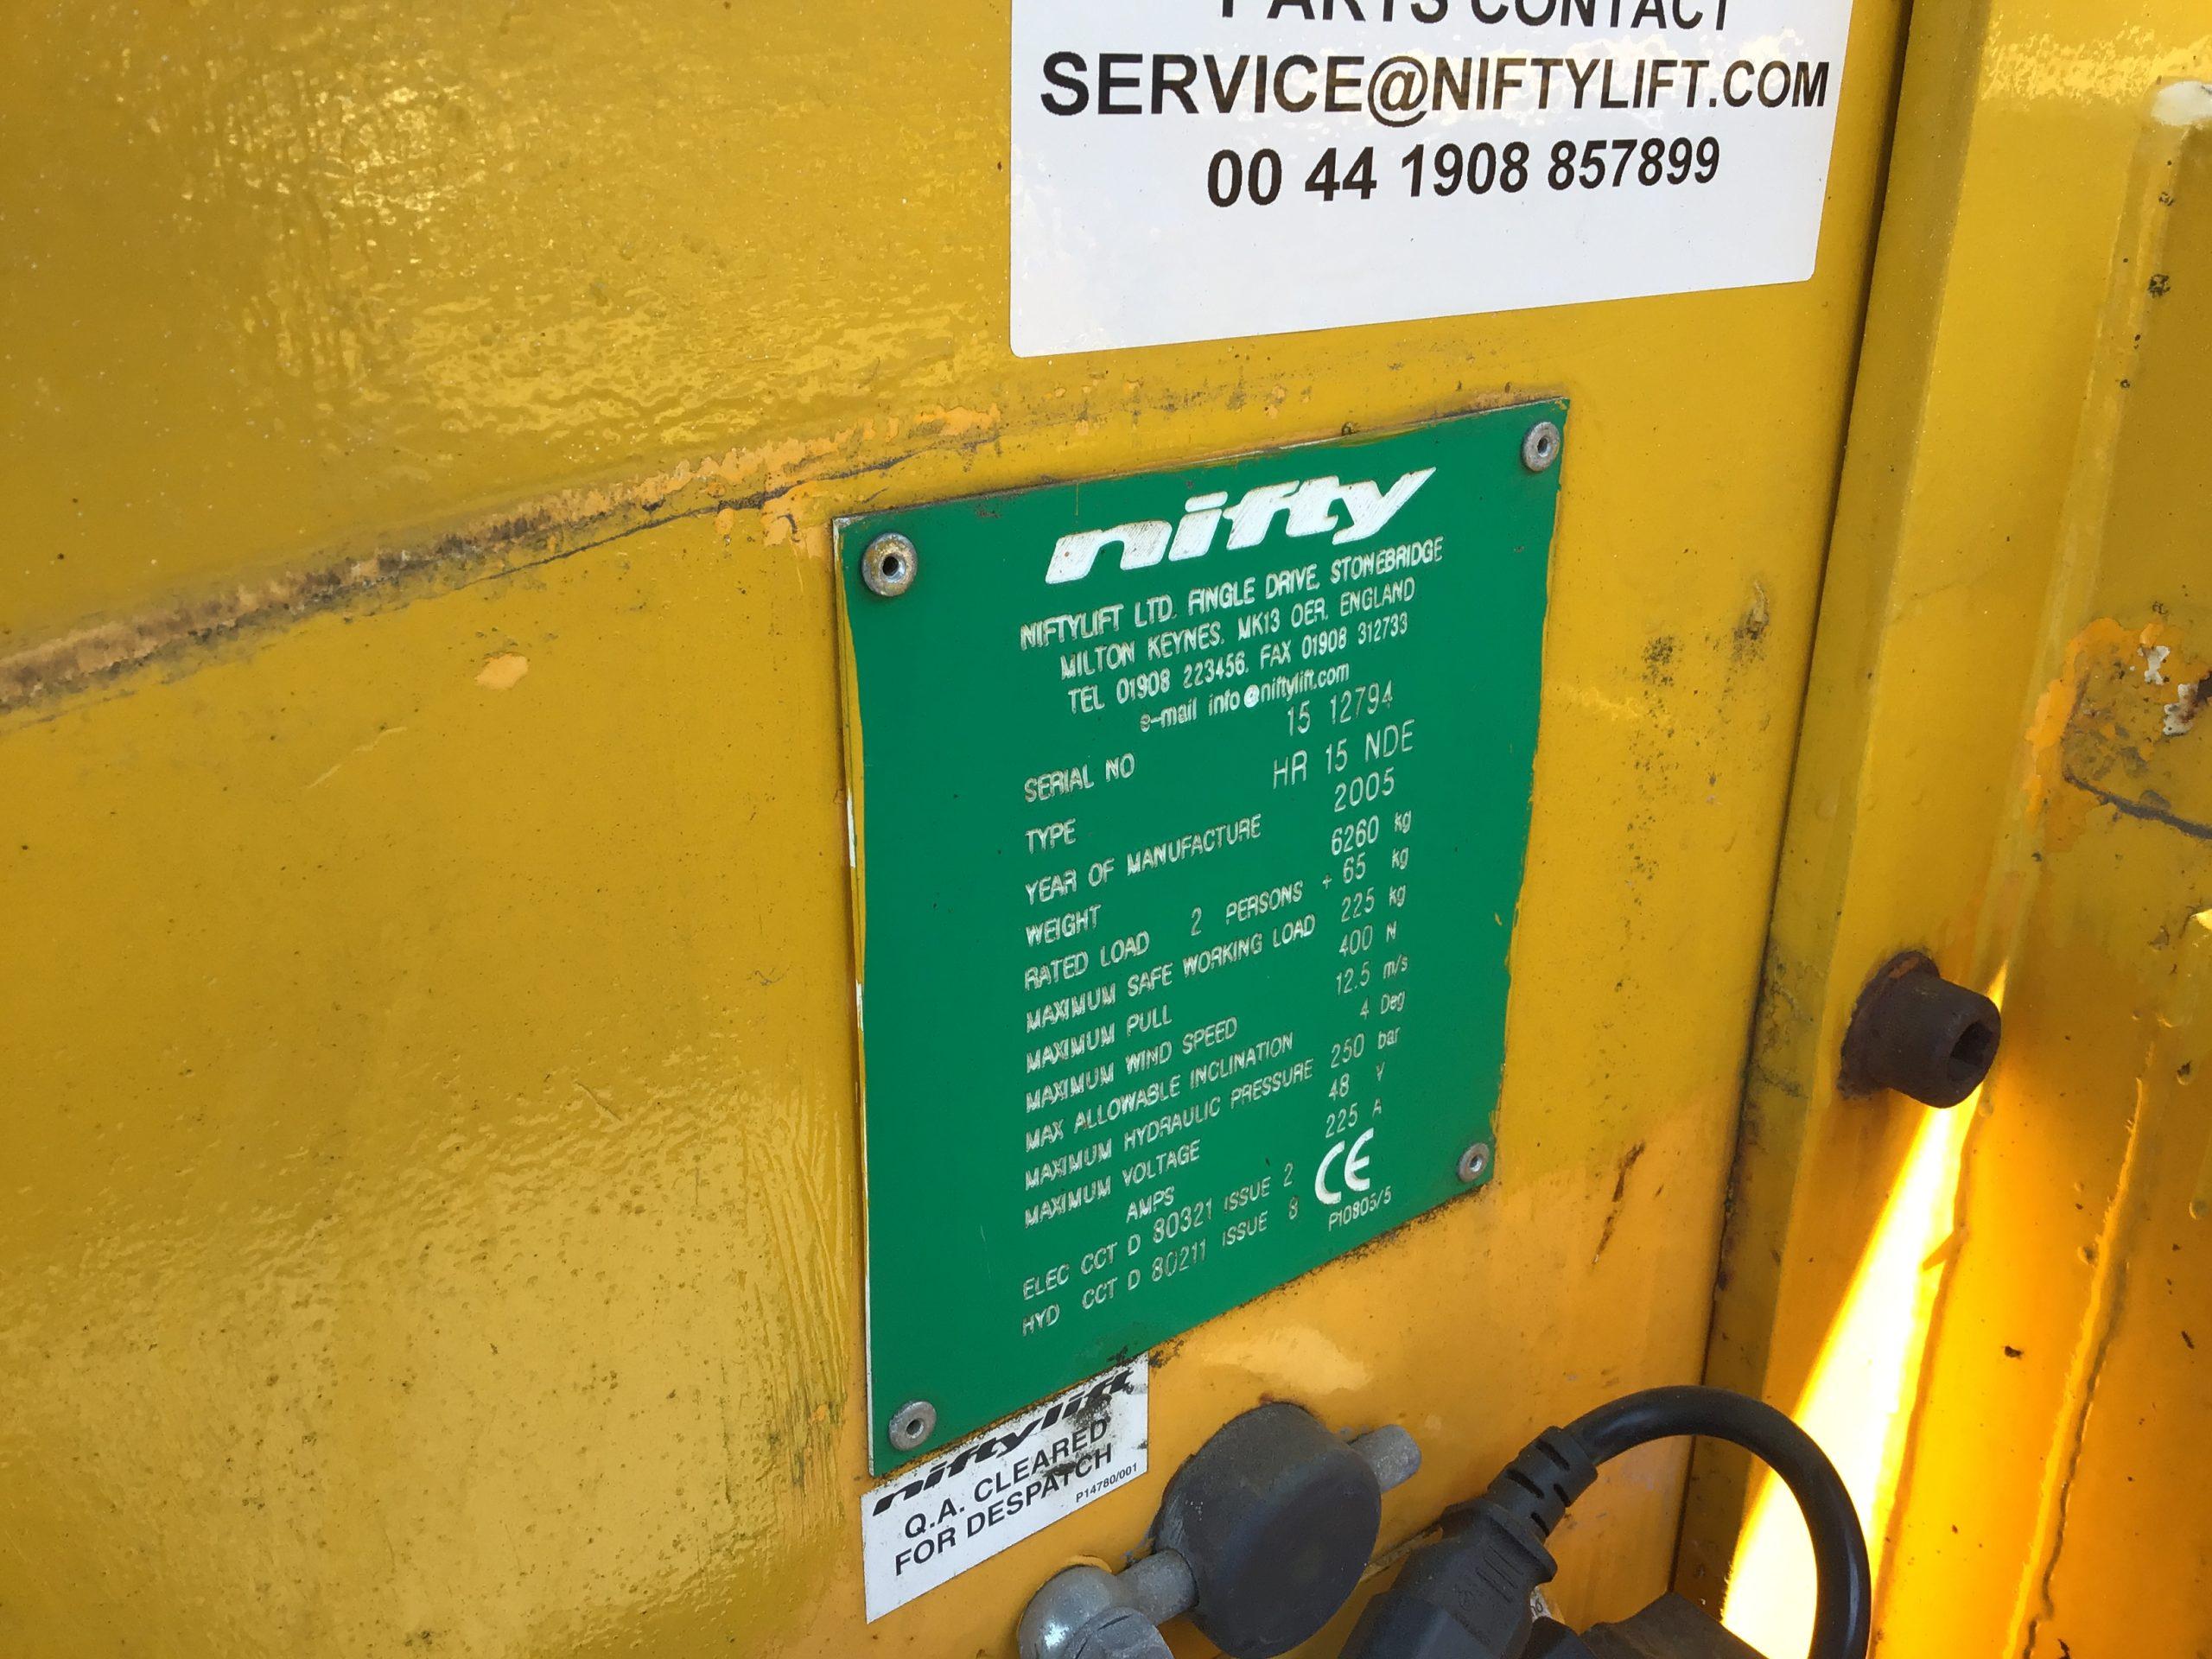 PARTS CONTACT
SERVICE@NIFTYLIFT.COM
00 44 1908 857899
nifty
NIFTYLIFT LTD. FINGLE DRIVE, STONEBRIDGE
MILTON KEYNES, MK13 OER, ENGLAND
TEL 01908 223456. FAX 01908 312733
e-mail info@niftylift.com
SERIAL NO 15 12794
TYPE HR 15 NDE
YEAR OF MANUFACTURE 2005
WEIGHT 6260 kg
RATED LOAD 2 PERSONS + 65 kg
MAXIMUM SAFE WORKING LOAD 225 kg
MAXIMUM PULL 400 N
MAXIMUM WIND SPEED 12.5 m/s
MAX ALLOWABLE INCLINATION 4 Deg
MAXIMUM HYDRAULIC PRESSURE 250 bar
MAXIMUM VOLTAGE 48 V
AMPS 225 A
ELEC CCT D 80321 ISSUE 2 CE
HYD CCT D 80211 ISSUE 8 P10805/5
niftylift
Q.A. CLEARED
FOR DESPATCH
P14780/001